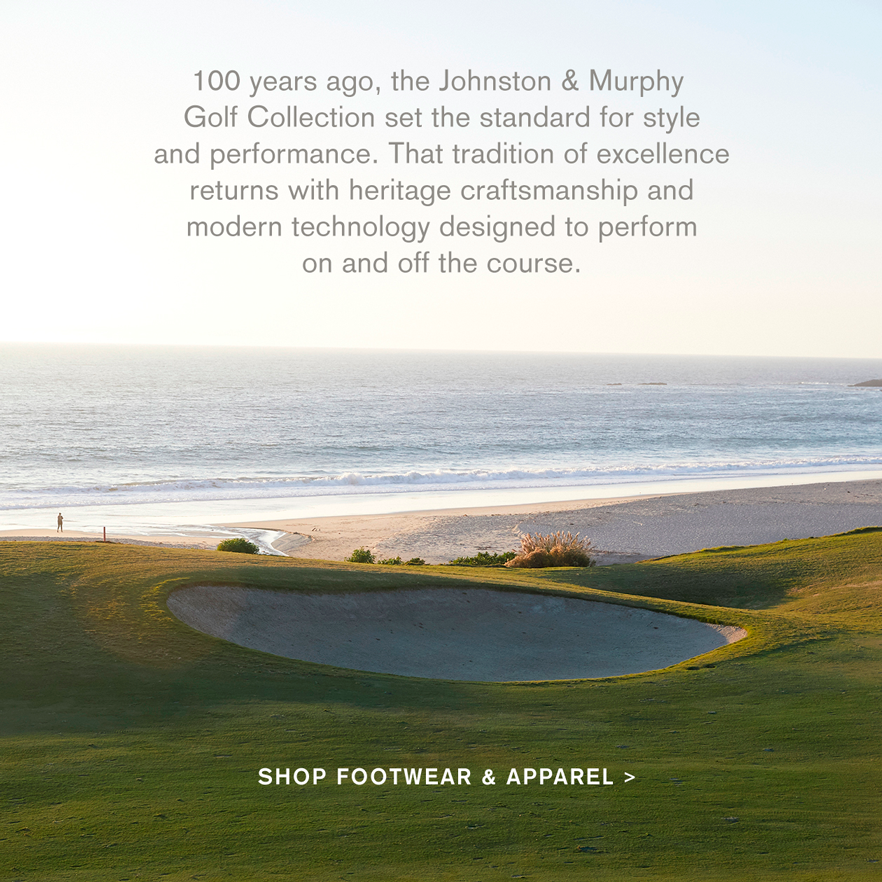 100 years ago, the Johnston & Murphy
Golf Collection set the standard for style
and performance. That tradition of excellence
returns with heritage craftsmanship and
modern technology designed to perform
on and off the course.
SHOP FOOTWEAR & APPAREL >